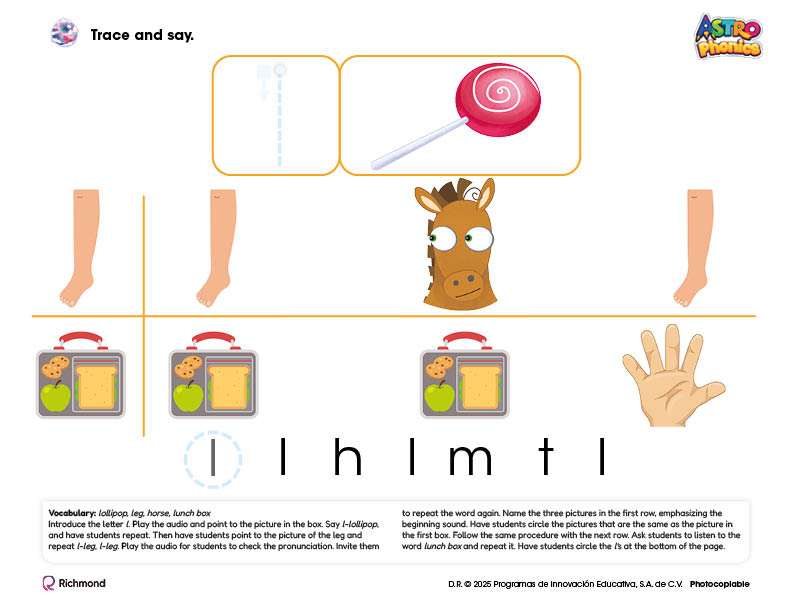 Trace and say.
ASTRO
Phonics
l l h l m t l
Vocabulary: lollipop, leg, horse, lunch box
Introduce the letter l. Play the audio and point to the picture in the box. Say l-lollipop,
and have students repeat. Then have students point to the picture of the leg and
repeat l-leg, l-leg. Play the audio for students to check the pronunciation. Invite them
to repeat the word again. Name the three pictures in the first row, emphasizing the
beginning sound. Have students circle the pictures that are the same as the picture in
the first box. Follow the same procedure with the next row. Ask students to listen to the
word lunch box and repeat it. Have students circle the l's at the bottom of the page.
Richmond
D.R. © 2025 Programas de Innovación Educativa, S.A. de C.V. Photocopiable